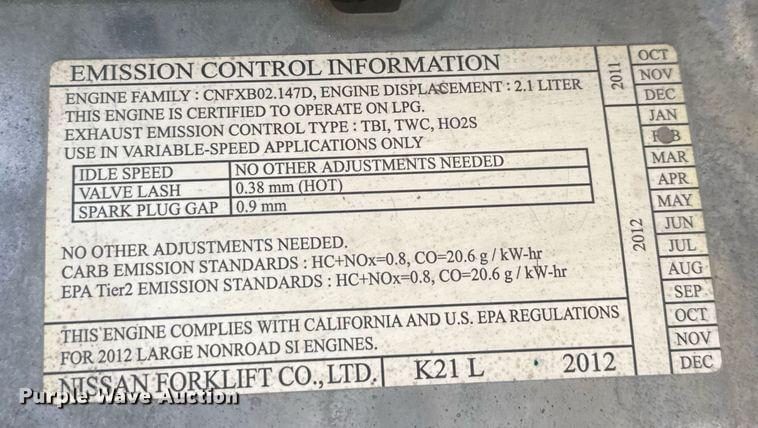 EMISSION CONTROL INFORMATION
ENGINE FAMILY : CNFXB02.147D, ENGINE DISPLACEMENT : 2.1 LITER
THIS ENGINE IS CERTIFIED TO OPERATE ON LPG.
EXHAUST EMISSION CONTROL TYPE : TBI, TWC, HO2S
USE IN VARIABLE-SPEED APPLICATIONS ONLY
IDLE SPEED NO OTHER ADJUSTMENTS NEEDED
VALVE LASH 0.38 mm (HOT)
SPARK PLUG GAP 0.9 mm
NO OTHER ADJUSTMENTS NEEDED.
CARB EMISSION STANDARDS : HC+NOx=0.8, CO=20.6 g / kW-hr
EPA Tier2 EMISSION STANDARDS : HC+NOx=0.8, CO=20.6 g / kW-hr
THIS ENGINE COMPLIES WITH CALIFORNIA AND U.S. EPA REGULATIONS
FOR 2012 LARGE NONROAD SI ENGINES.
NISSAN FORKLIFT CO., LTD. K21 L 2012
2011
OCT
NOV
DEC
2012
JAN
FEB
MAR
APR
MAY
JUN
JUL
AUG
SEP
OCT
NOV
DEC
Purple Wave Auction